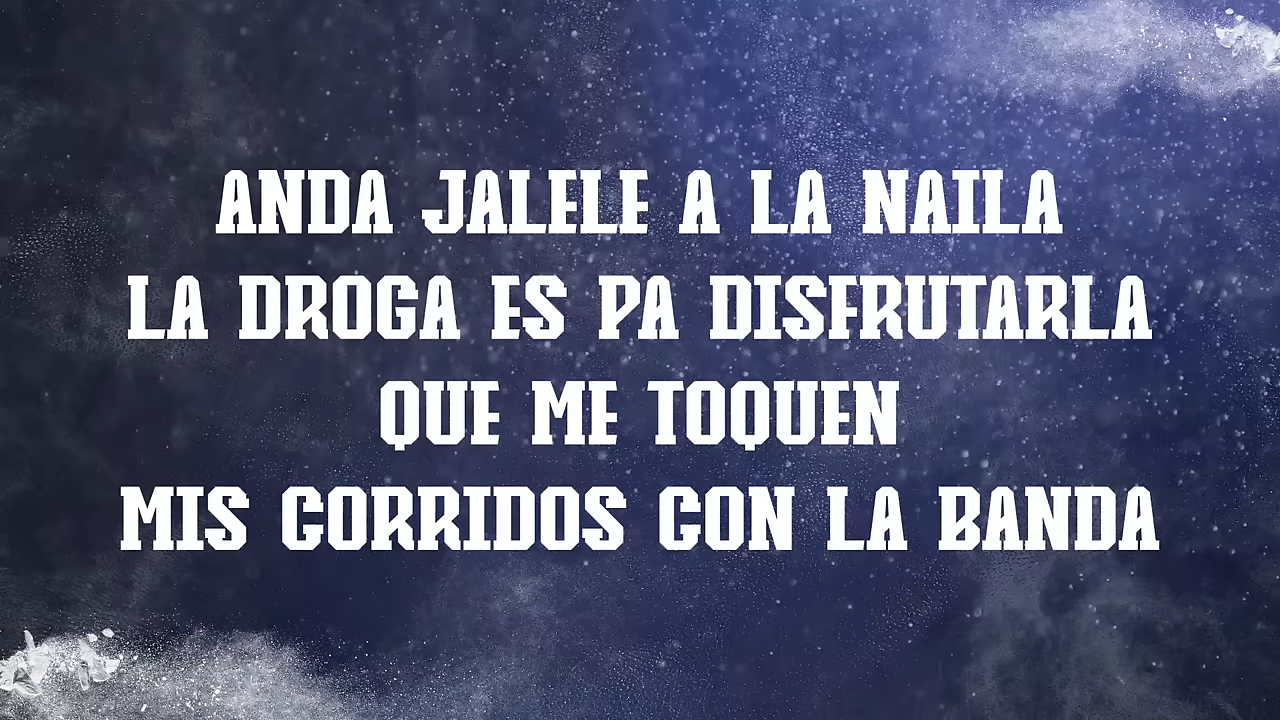 ANDA JALELE A LA NAILA
LA DROGA ES PA DISFRUTARLA
QUE ME TOQUEN
MIS CORRIDOS CON LA BANDA